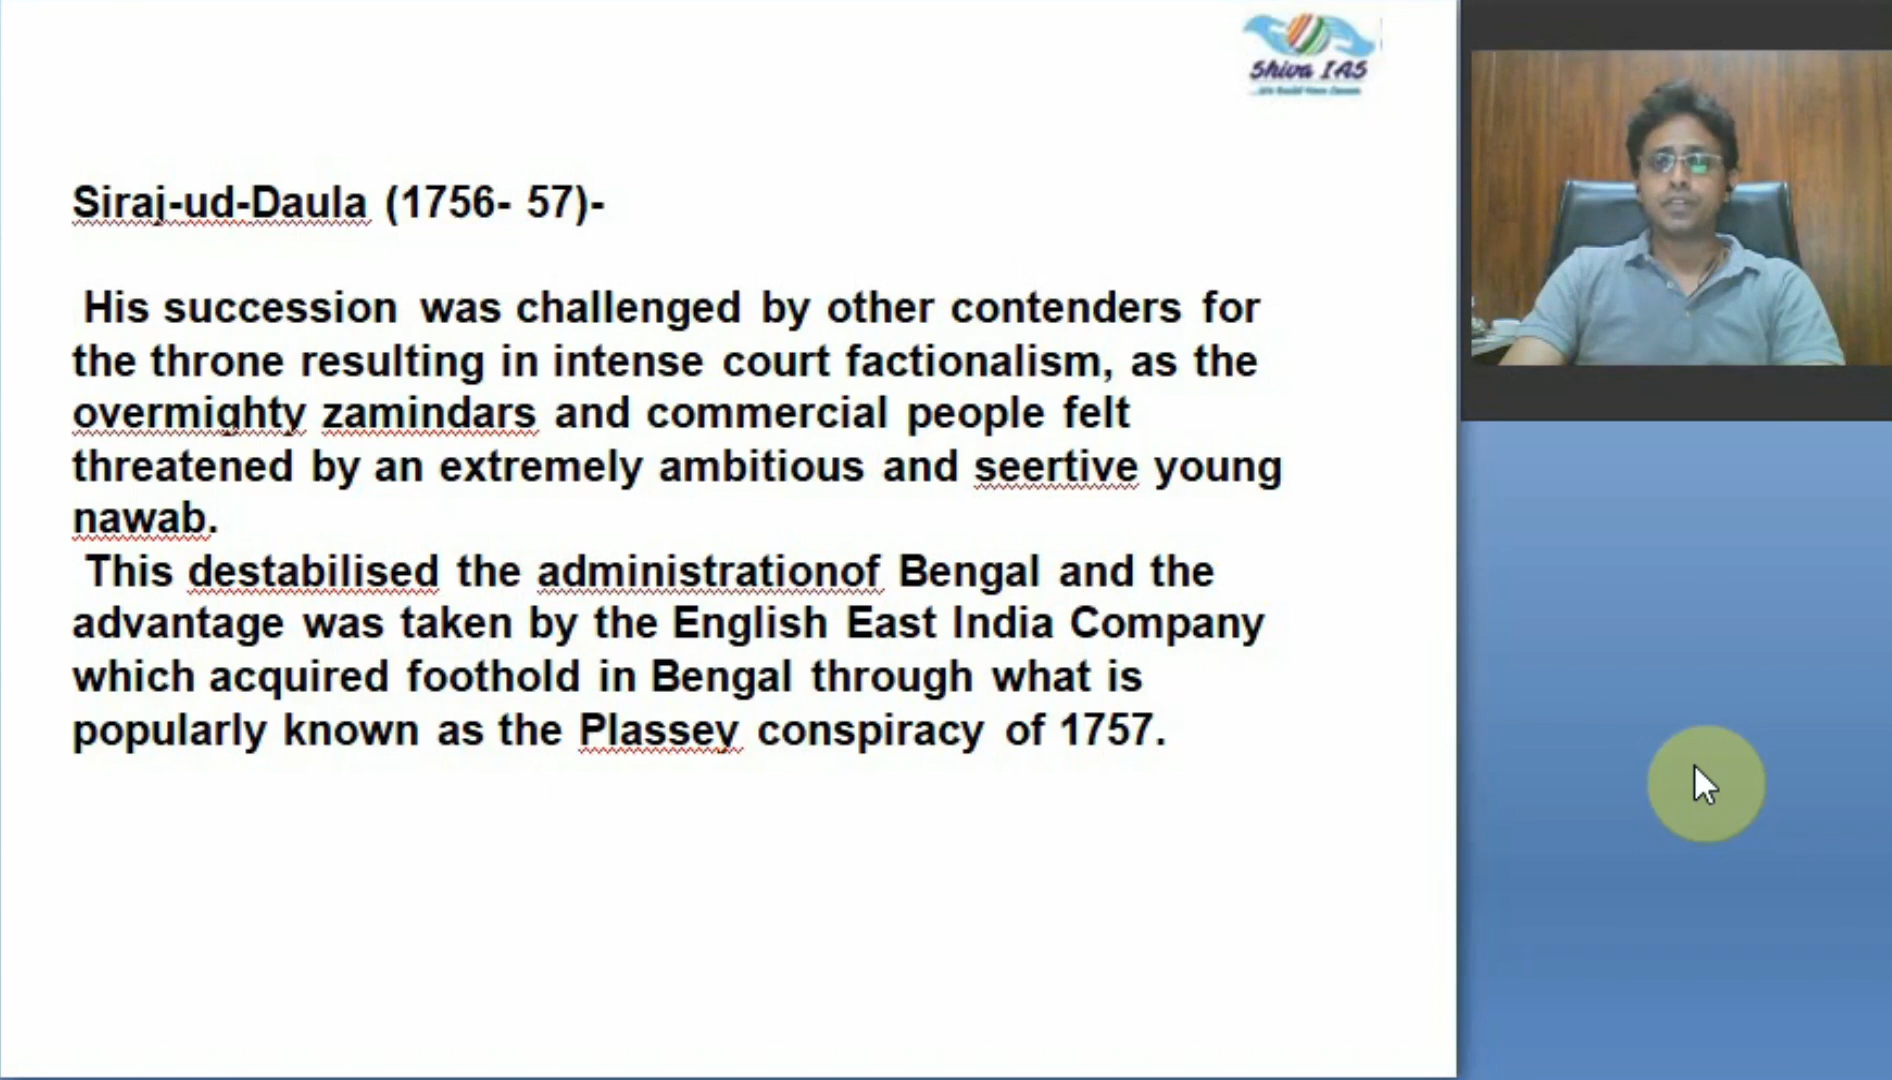 Shiva IAS
Siraj-ud-Daula (1756- 57)-
His succession was challenged by other contenders for
the throne resulting in intense court factionalism, as the
overmighty zamindars and commercial people felt
threatened by an extremely ambitious and seertive young
nawab.
This destabilised the administrationof Bengal and the
advantage was taken by the English East India Company
which acquired foothold in Bengal through what is
popularly known as the Plassey conspiracy of 1757.